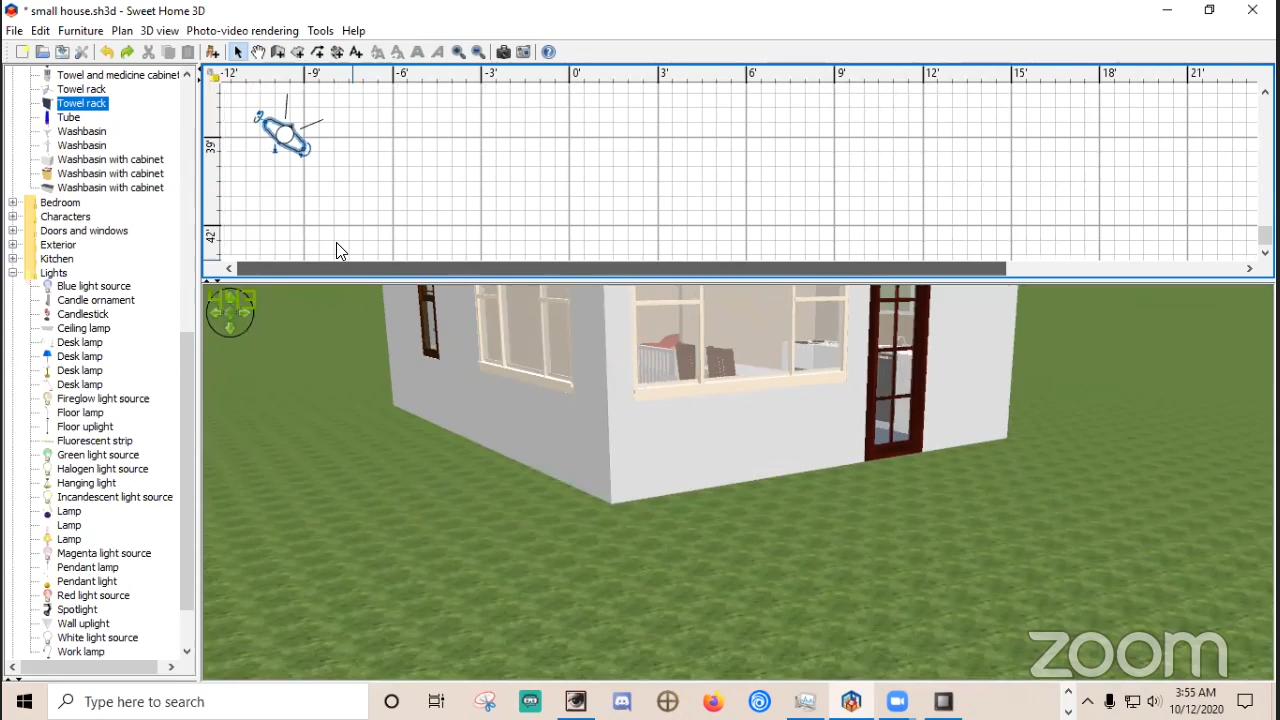 * small house.sh3d - Sweet Home 3D
File Edit Furniture Plan 3D view Photo-video rendering Tools Help
-12' -9' -6' -3' 0' 3' 6' 9' 12' 15' 18' 21'
39'
42'
Towel and medicine cabinet
Towel rack
Towel rack
Tube
Washbasin
Washbasin
Washbasin with cabinet
Washbasin with cabinet
Washbasin with cabinet
Bedroom
Characters
Doors and windows
Exterior
Kitchen
Lights
Blue light source
Candle ornament
Candlestick
Ceiling lamp
Desk lamp
Desk lamp
Desk lamp
Desk lamp
Fireglow light source
Floor lamp
Floor uplight
Fluorescent strip
Green light source
Halogen light source
Hanging light
Incandescent light source
Lamp
Lamp
Lamp
Magenta light source
Pendant lamp
Pendant light
Red light source
Spotlight
Wall uplight
White light source
Work lamp
zoom
Type here to search
3:55 AM
10/12/2020